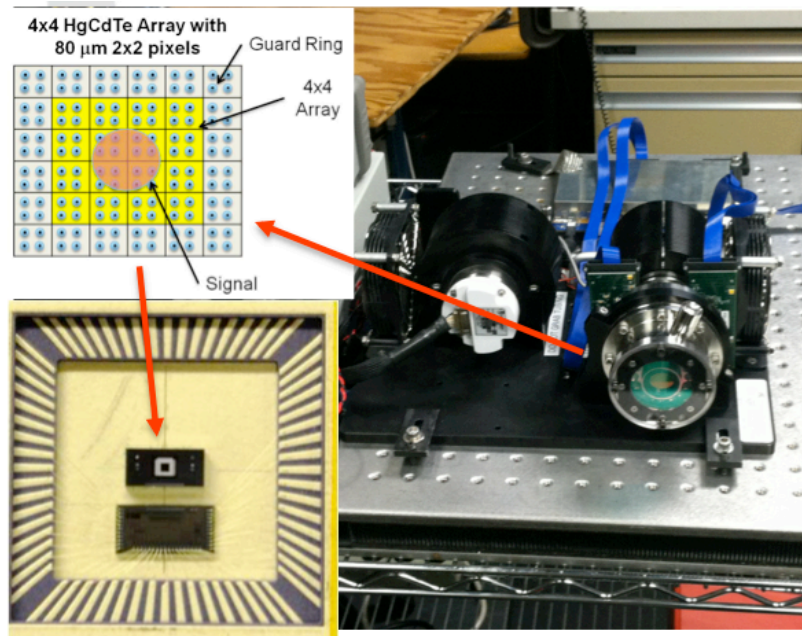 4x4 HgCdTe Array with
80 μm 2x2 pixels
Guard Ring
4x4
Array
Signal